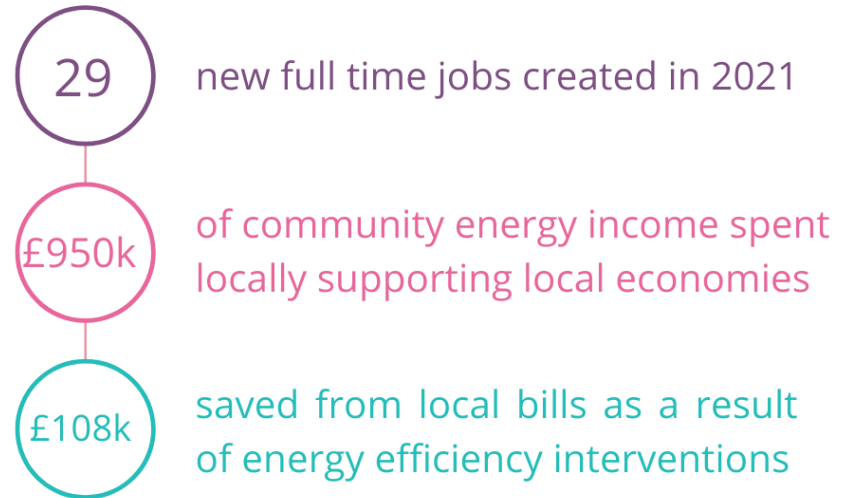 29
new full time jobs created in 2021
£950k
of community energy income spent
locally supporting local economies
£108k
saved from local bills as a result
of energy efficiency interventions